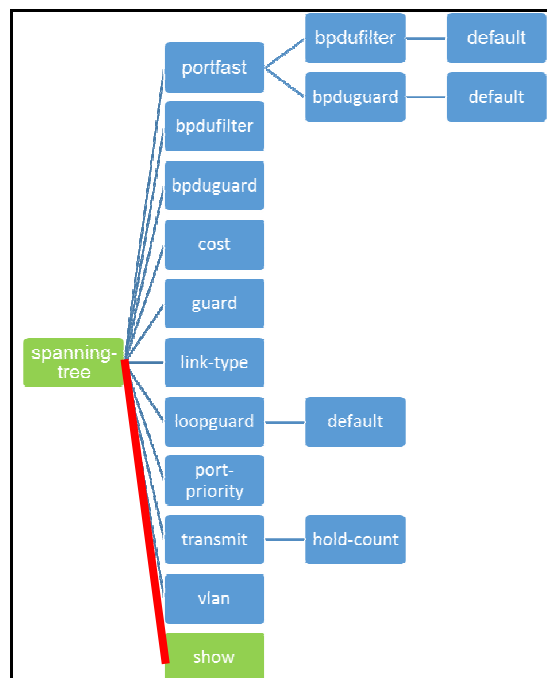 portfast
bpdufilter
default
bpduguard
default
bpdufilter
bpduguard
cost
guard
spanning-
tree
link-type
loopguard
default
port-
priority
transmit
hold-count
vlan
show